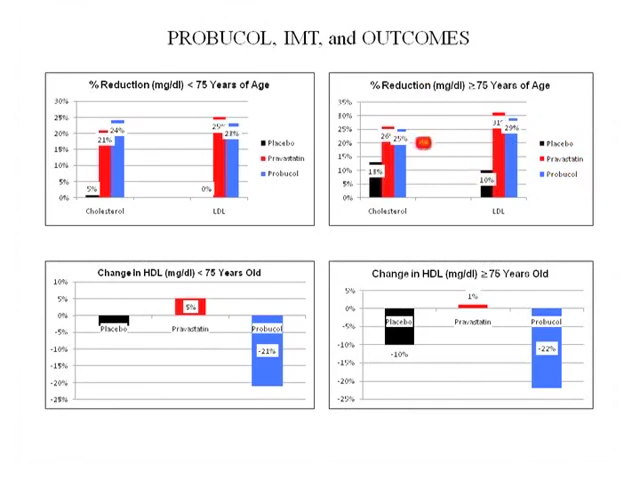 PROBUCOL, IMT, and OUTCOMES
% Reduction (mg/dl) < 75 Years of Age
30%
25%
20%
15%
10%
5%
0%
5%
21%
24%
0%
25%
23%
Cholesterol
LDL
Placebo
Pravastatin
Probucol
% Reduction (mg/dl) ≥75 Years of Age
35%
30%
25%
20%
15%
10%
5%
0%
13%
26
25%
10%
31
29%
Cholesterol
LDL
Placebo
Pravastatin
Probucol
Change in HDL (mg/dl) < 75 Years Old
10%
5%
0%
-5%
-10%
-15%
-20%
-25%
Placebo
5%
Pravastatin
Probucol
-21%
Change in HDL (mg/dl) ≥75 Years Old
5%
0%
-5%
-10%
-15%
-20%
-25%
Placebo
-10%
1%
Pravastatin
Probucol
-22%